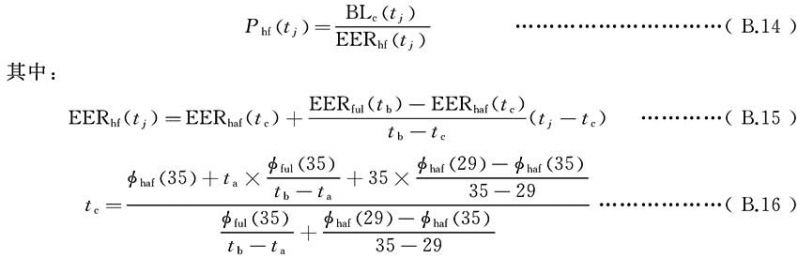 P_hf(t_j)=BL_c(t_j)/EER_hf(t_j) ……………………………( B.14 )
其中：
EER_hf(t_j)=EER_haf(t_c)+(EER_ful(t_b)－EER_haf(t_c))/(t_b－t_c)(t_j－t_c) …………( B.15 )
t_c=(ϕ_haf(35)+t_a×ϕ_ful(35)/(t_b－t_a)+35×(ϕ_haf(29)－ϕ_haf(35))/(35－29))/(ϕ_ful(35)/(t_b－t_a)+(ϕ_haf(29)－ϕ_haf(35))/(35－29)) …………………( B.16 )